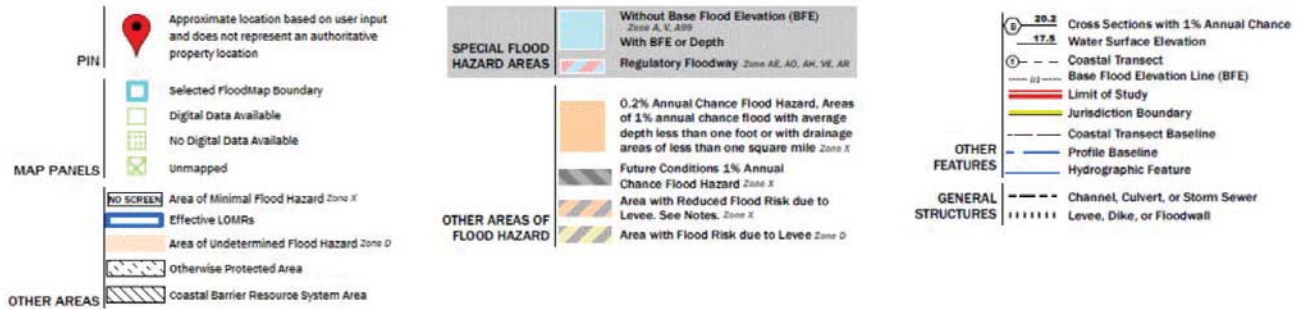 PIN
Approximate location based on user input
and does not represent an authoritative
property location
MAP PANELS
Selected FloodMap Boundary
Digital Data Available
No Digital Data Available
Unmapped
OTHER AREAS
NO SCREEN Area of Minimal Flood Hazard Zone X
Effective LOMRs
Area of Undetermined Flood Hazard Zone D
Otherwise Protected Area
Coastal Barrier Resource System Area
SPECIAL FLOOD
HAZARD AREAS
Without Base Flood Elevation (BFE)
Zone A, V, A99
With BFE or Depth
Regulatory Floodway Zone AE, AO, AH, VE, AR
OTHER AREAS OF
FLOOD HAZARD
0.2% Annual Chance Flood Hazard, Areas
of 1% annual chance flood with average
depth less than one foot or with drainage
areas of less than one square mile Zone X
Future Conditions 1% Annual
Chance Flood Hazard Zone X
Area with Reduced Flood Risk due to
Levee. See Notes. Zone X
Area with Flood Risk due to Levee Zone D
OTHER
FEATURES
20.2 Cross Sections with 1% Annual Chance
17.5 Water Surface Elevation
Coastal Transect
Base Flood Elevation Line (BFE)
Limit of Study
Jurisdiction Boundary
Coastal Transect Baseline
Profile Baseline
Hydrographic Feature
GENERAL
STRUCTURES
Channel, Culvert, or Storm Sewer
Levee, Dike, or Floodwall